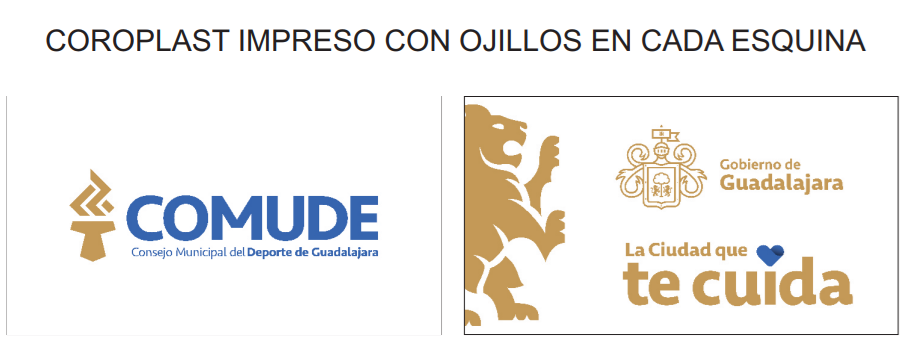 COROPLAST IMPRESO CON OJILLOS EN CADA ESQUINA
COMUDE
Consejo Municipal del Deporte de Guadalajara
Gobierno de
Guadalajara
La Ciudad que
te cuida